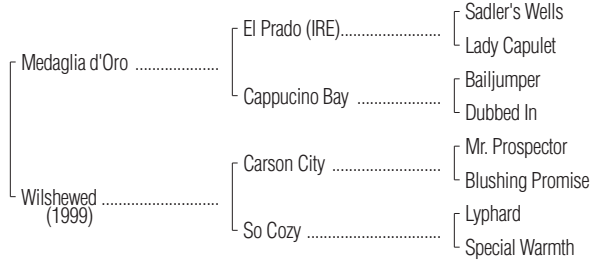 Sadler's Wells
El Prado (IRE)........................
Lady Capulet
Medaglia d'Oro ....................
Bailjumper
Cappucino Bay ....................
Dubbed In
Mr. Prospector
Carson City ..........................
Blushing Promise
Wilshewed ............................
(1999)
Lyphard
So Cozy ................................
Special Warmth